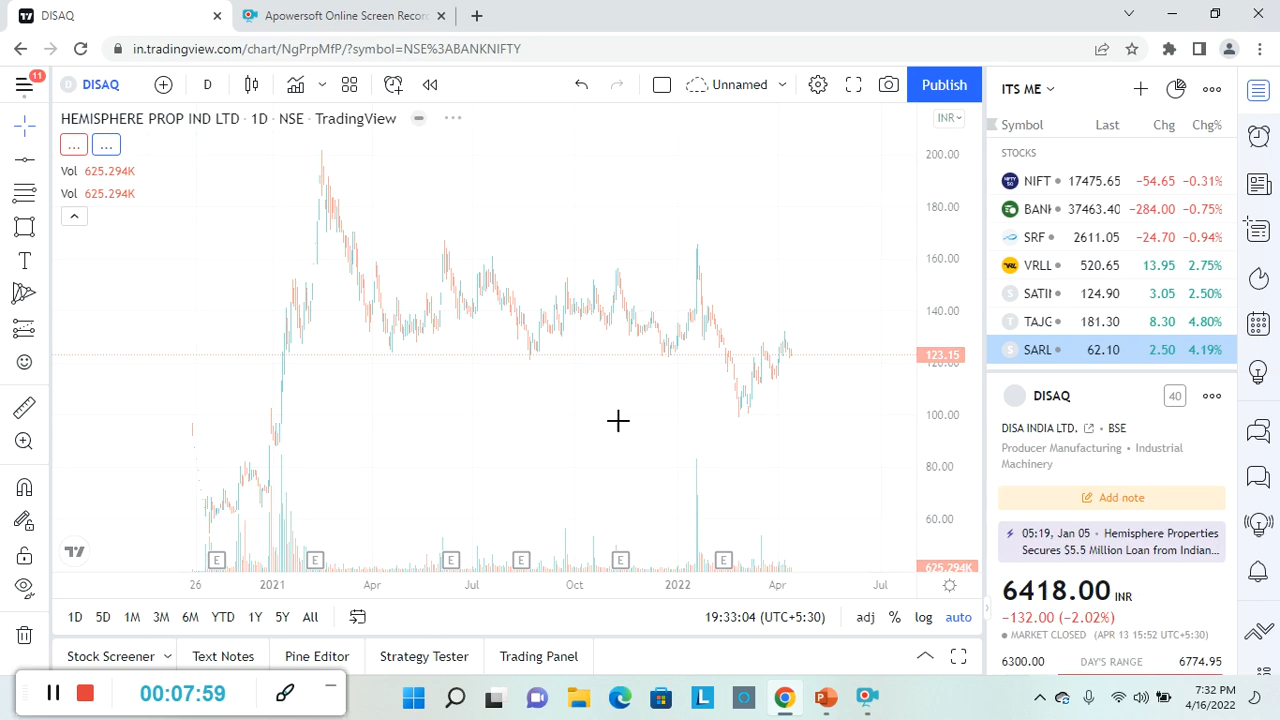 DISAQ
Apowersoft Online Screen Recor
in.tradingview.com/chart/NgPrpMfP/?symbol=NSE%3ABANKNIFTY
11
D DISAQ D Unnamed Publish
HEMISPHERE PROP IND LTD · 1D · NSE · TradingView
INR
... ...
Vol 625.294K
Vol 625.294K
200.00
180.00
160.00
140.00
123.15
120.00
100.00
80.00
60.00
625.294K
E E E E E E
26 2021 Apr Jul Oct 2022 Apr Jul
1D 5D 1M 3M 6M YTD 1Y 5Y All 19:33:04 (UTC+5:30) adj % log auto
Stock Screener Text Notes Pine Editor Strategy Tester Trading Panel
ITS ME
Symbol Last Chg Chg%
STOCKS
NIFT 17475.65 −54.65 −0.31%
BANK 37463.40 −284.00 −0.75%
SRF 2611.05 −24.70 −0.94%
VRLL 520.65 13.95 2.75%
S SATIN 124.90 3.05 2.50%
T TAJG 181.30 8.30 4.80%
S SARL 62.10 2.50 4.19%
DISAQ 40
DISA INDIA LTD. • BSE
Producer Manufacturing • Industrial
Machinery
Add note
05:19, Jan 05 • Hemisphere Properties
Secures $5.5 Million Loan from Indian...
6418.00 INR
−132.00 (−2.02%)
MARKET CLOSED (APR 13 15:52 UTC+5:30)
6300.00 DAY'S RANGE 6774.95
00:07:59
7:32 PM
4/16/2022